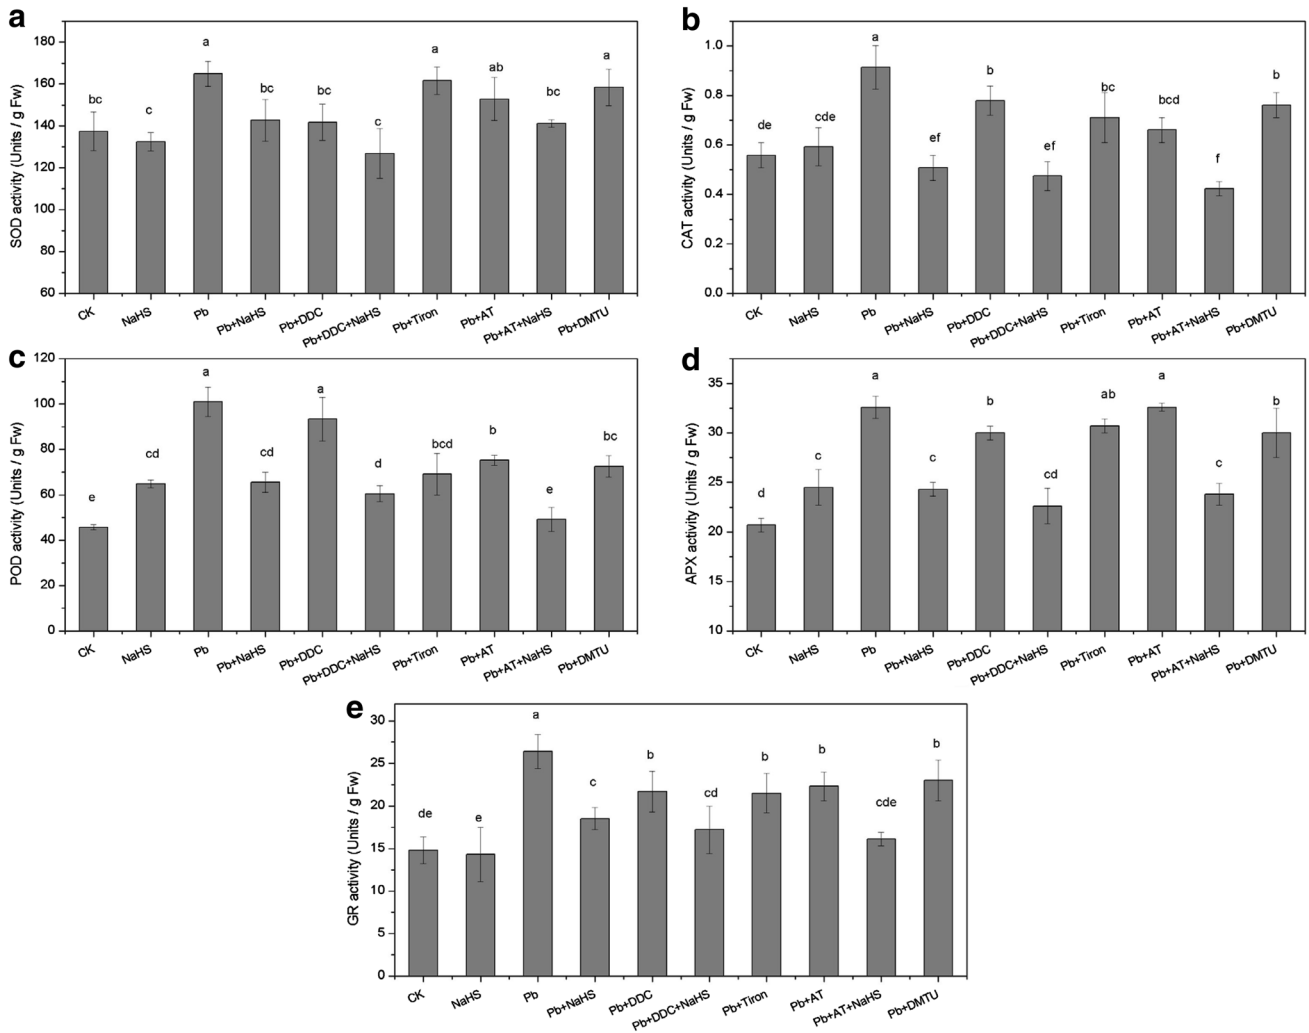 a
SOD activity (Units / g Fw)
180
160
140
120
100
80
60
bc
c
a
bc
bc
c
a
ab
bc
a
CK
NaHS
Pb
Pb+NaHS
Pb+DDC
Pb+DDC+NaHS
Pb+Tiron
Pb+AT
Pb+AT+NaHS
Pb+DMTU
b
CAT activity (Units / g Fw)
1.0
0.8
0.6
0.4
0.2
0.0
de
cde
a
ef
b
ef
bc
bcd
f
b
CK
NaHS
Pb
Pb+NaHS
Pb+DDC
Pb+DDC+NaHS
Pb+Tiron
Pb+AT
Pb+AT+NaHS
Pb+DMTU
c
POD activity (Units / g Fw)
120
100
80
60
40
20
0
e
cd
a
cd
a
d
bcd
b
e
bc
CK
NaHS
Pb
Pb+NaHS
Pb+DDC
Pb+DDC+NaHS
Pb+Tiron
Pb+AT
Pb+AT+NaHS
Pb+DMTU
d
APX activity (Units / g Fw)
35
30
25
20
15
10
d
c
a
c
b
cd
ab
a
c
b
CK
NaHS
Pb
Pb+NaHS
Pb+DDC
Pb+DDC+NaHS
Pb+Tiron
Pb+AT
Pb+AT+NaHS
Pb+DMTU
e
GR activity (Units / g Fw)
30
25
20
15
10
5
0
de
e
a
c
b
cd
b
b
cde
b
CK
NaHS
Pb
Pb+NaHS
Pb+DDC
Pb+DDC+NaHS
Pb+Tiron
Pb+AT
Pb+AT+NaHS
Pb+DMTU